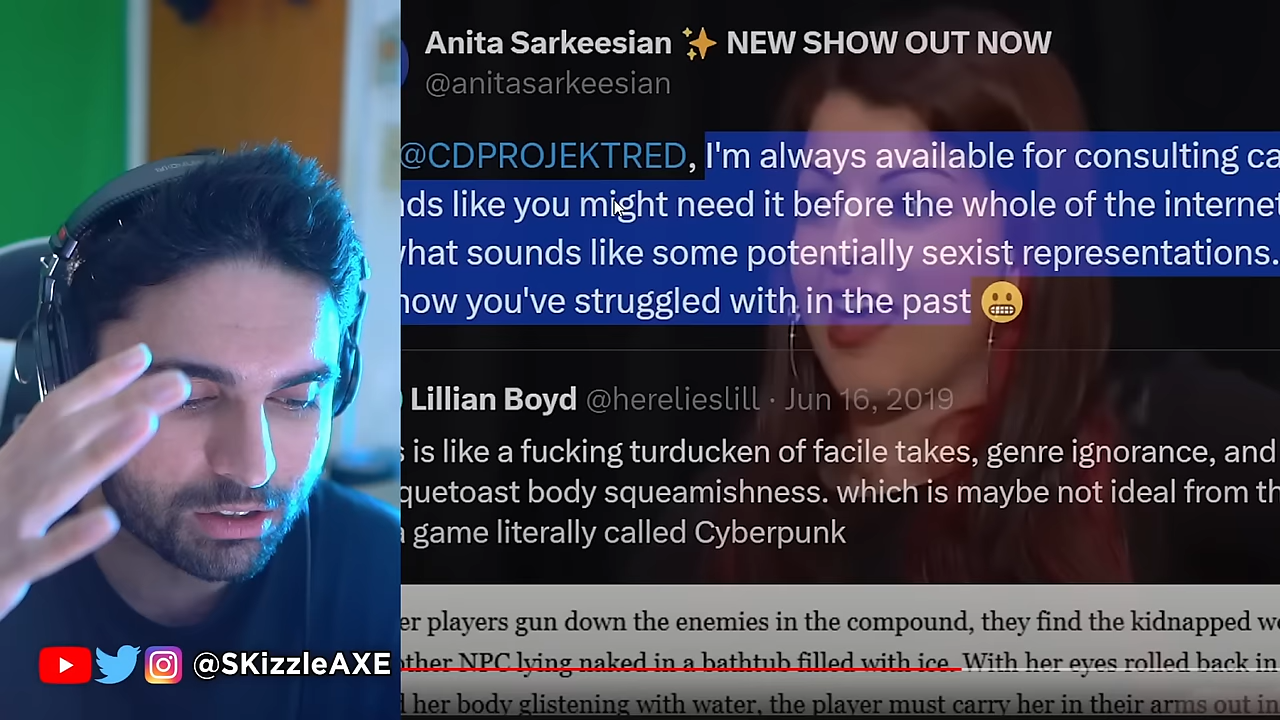 Anita Sarkeesian ✨ NEW SHOW OUT NOW
@anitasarkeesian
@CDPROJEKTRED, I'm always available for consulting ca
nds like you might need it before the whole of the internet
what sounds like some potentially sexist representations.
now you've struggled with in the past 😬
Lillian Boyd @herelieslill · Jun 16, 2019
s is like a fucking turducken of facile takes, genre ignorance, and
quetoast body squeamishness. which is maybe not ideal from th
a game literally called Cyberpunk
er players gun down the enemies in the compound, they find the kidnapped wo
other NPC lying naked in a bathtub filled with ice. With her eyes rolled back in
d her body glistening with water, the player must carry her in their arms out in
@SKizzleAXE